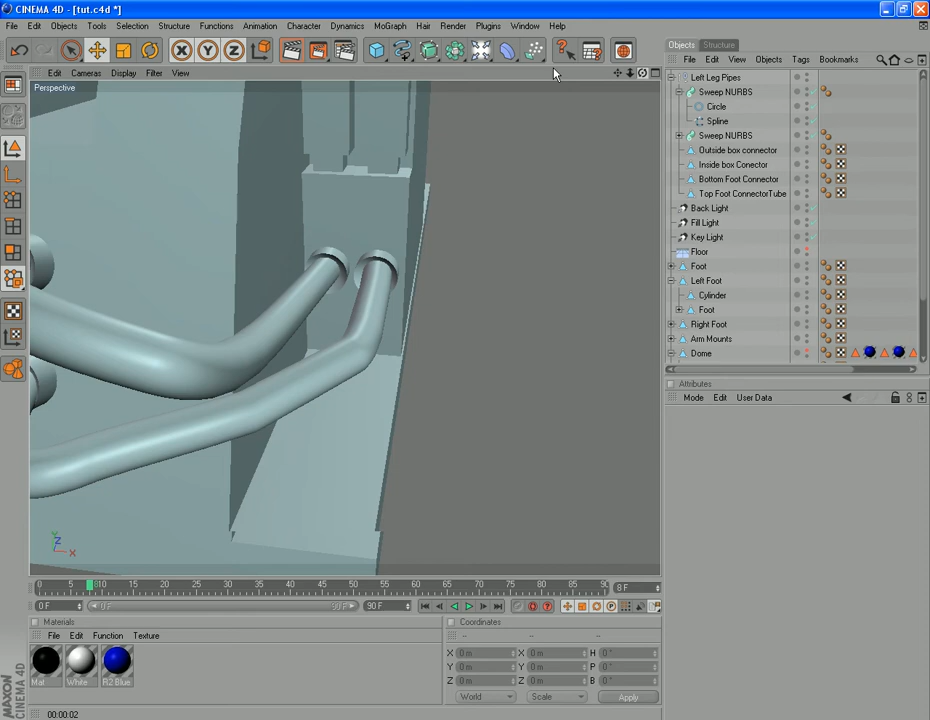 CINEMA 4D - [tut.c4d *]
File Edit Objects Tools Selection Structure Functions Animation Character Dynamics MoGraph Hair Render Plugins Window Help
Objects Structure
File Edit View Objects Tags Bookmarks
Edit Cameras Display Filter View
Perspective
Left Leg Pipes
Sweep NURBS
Circle
Spline
Sweep NURBS
Outside box connector
Inside box Conector
Bottom Foot Connector
Top Foot ConnectorTube
Back Light
Fill Light
Key Light
Floor
Foot
Left Foot
Cylinder
Foot
Right Foot
Arm Mounts
Dome
Attributes
Mode Edit User Data
Y
Z
X
0 5 10 15 20 25 30 35 40 45 50 55 60 65 70 75 80 85 90
8 F
0 F 0 F 90 F 90 F
Materials
File Edit Function Texture
Mat White R2 Blue
Coordinates
-- -- --
X 0 m X 0 m H 0 °
Y 0 m Y 0 m P 0 °
Z 0 m Z 0 m B 0 °
World Scale Apply
MAXON
CINEMA 4D
00:00:02